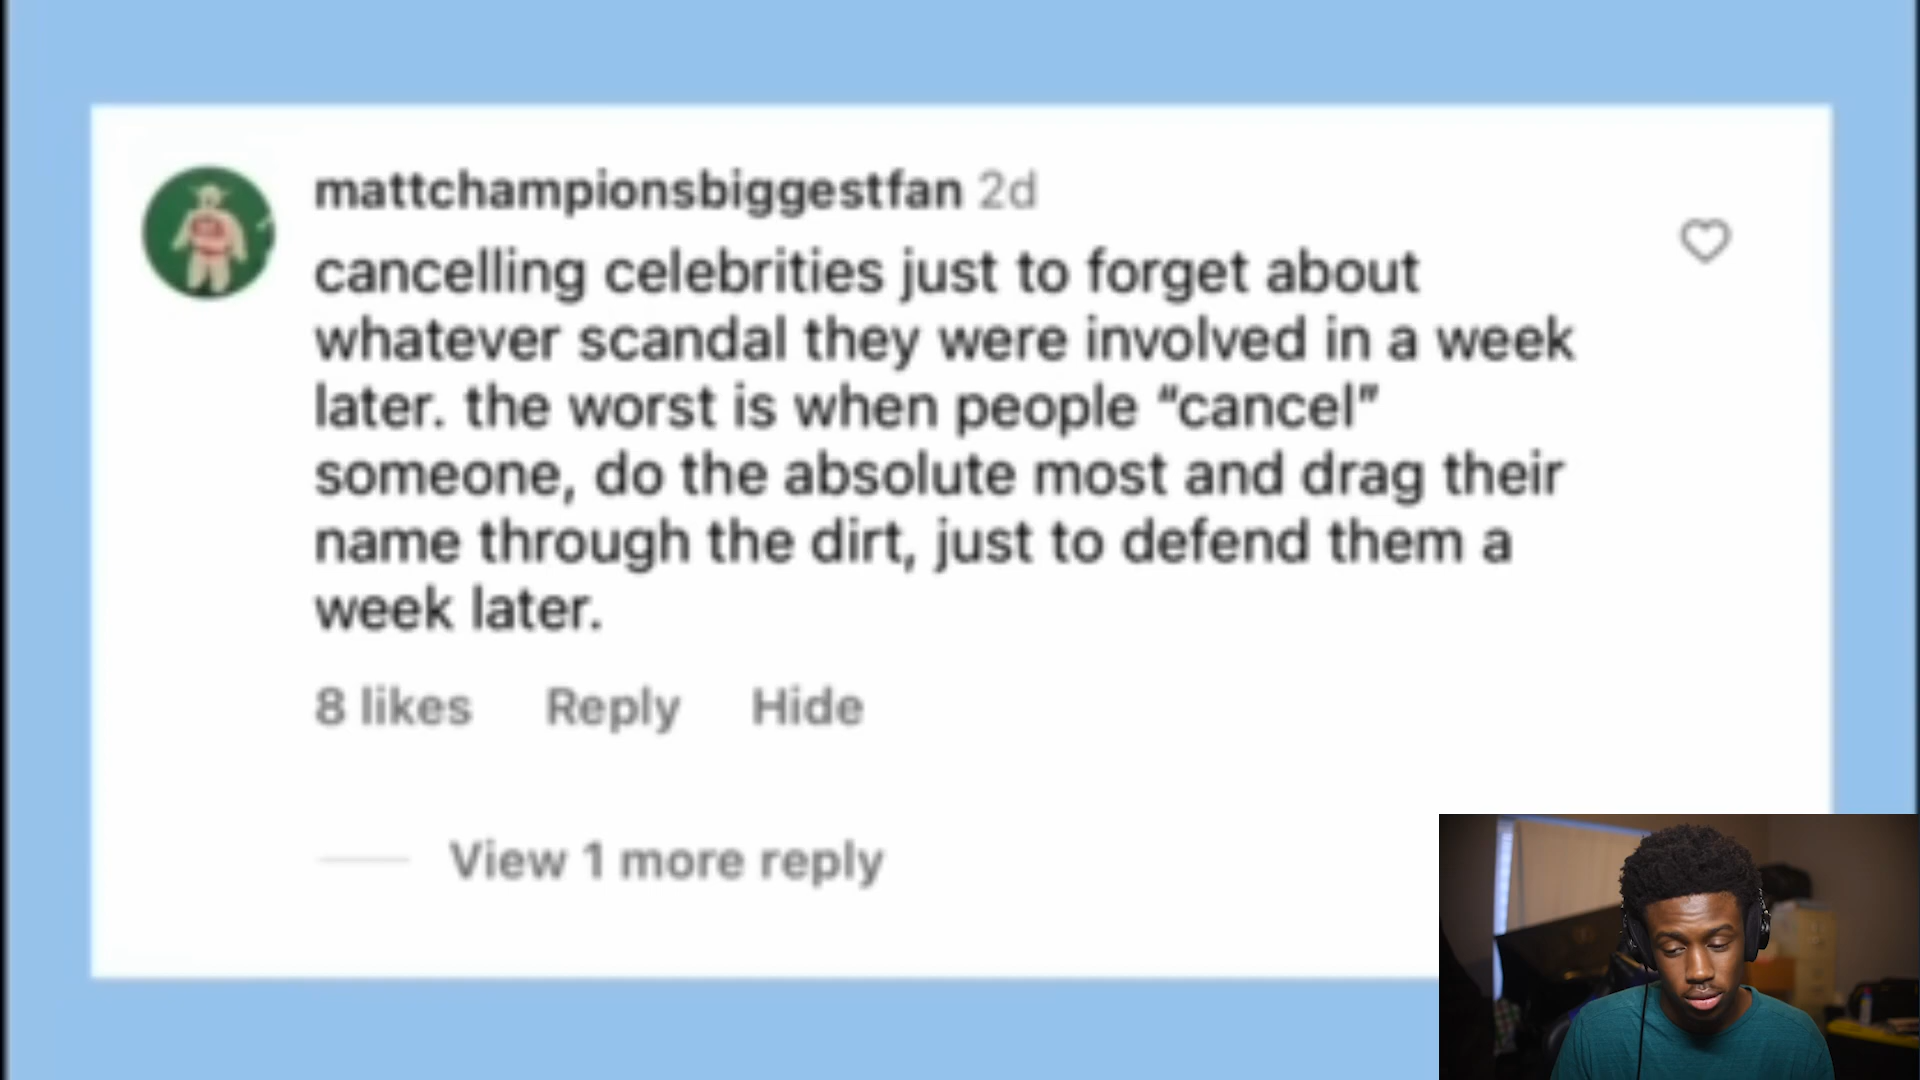 mattchampionsbiggestfan 2d
cancelling celebrities just to forget about
whatever scandal they were involved in a week
later. the worst is when people “cancel”
someone, do the absolute most and drag their
name through the dirt, just to defend them a
week later.
8 likes Reply Hide
View 1 more reply